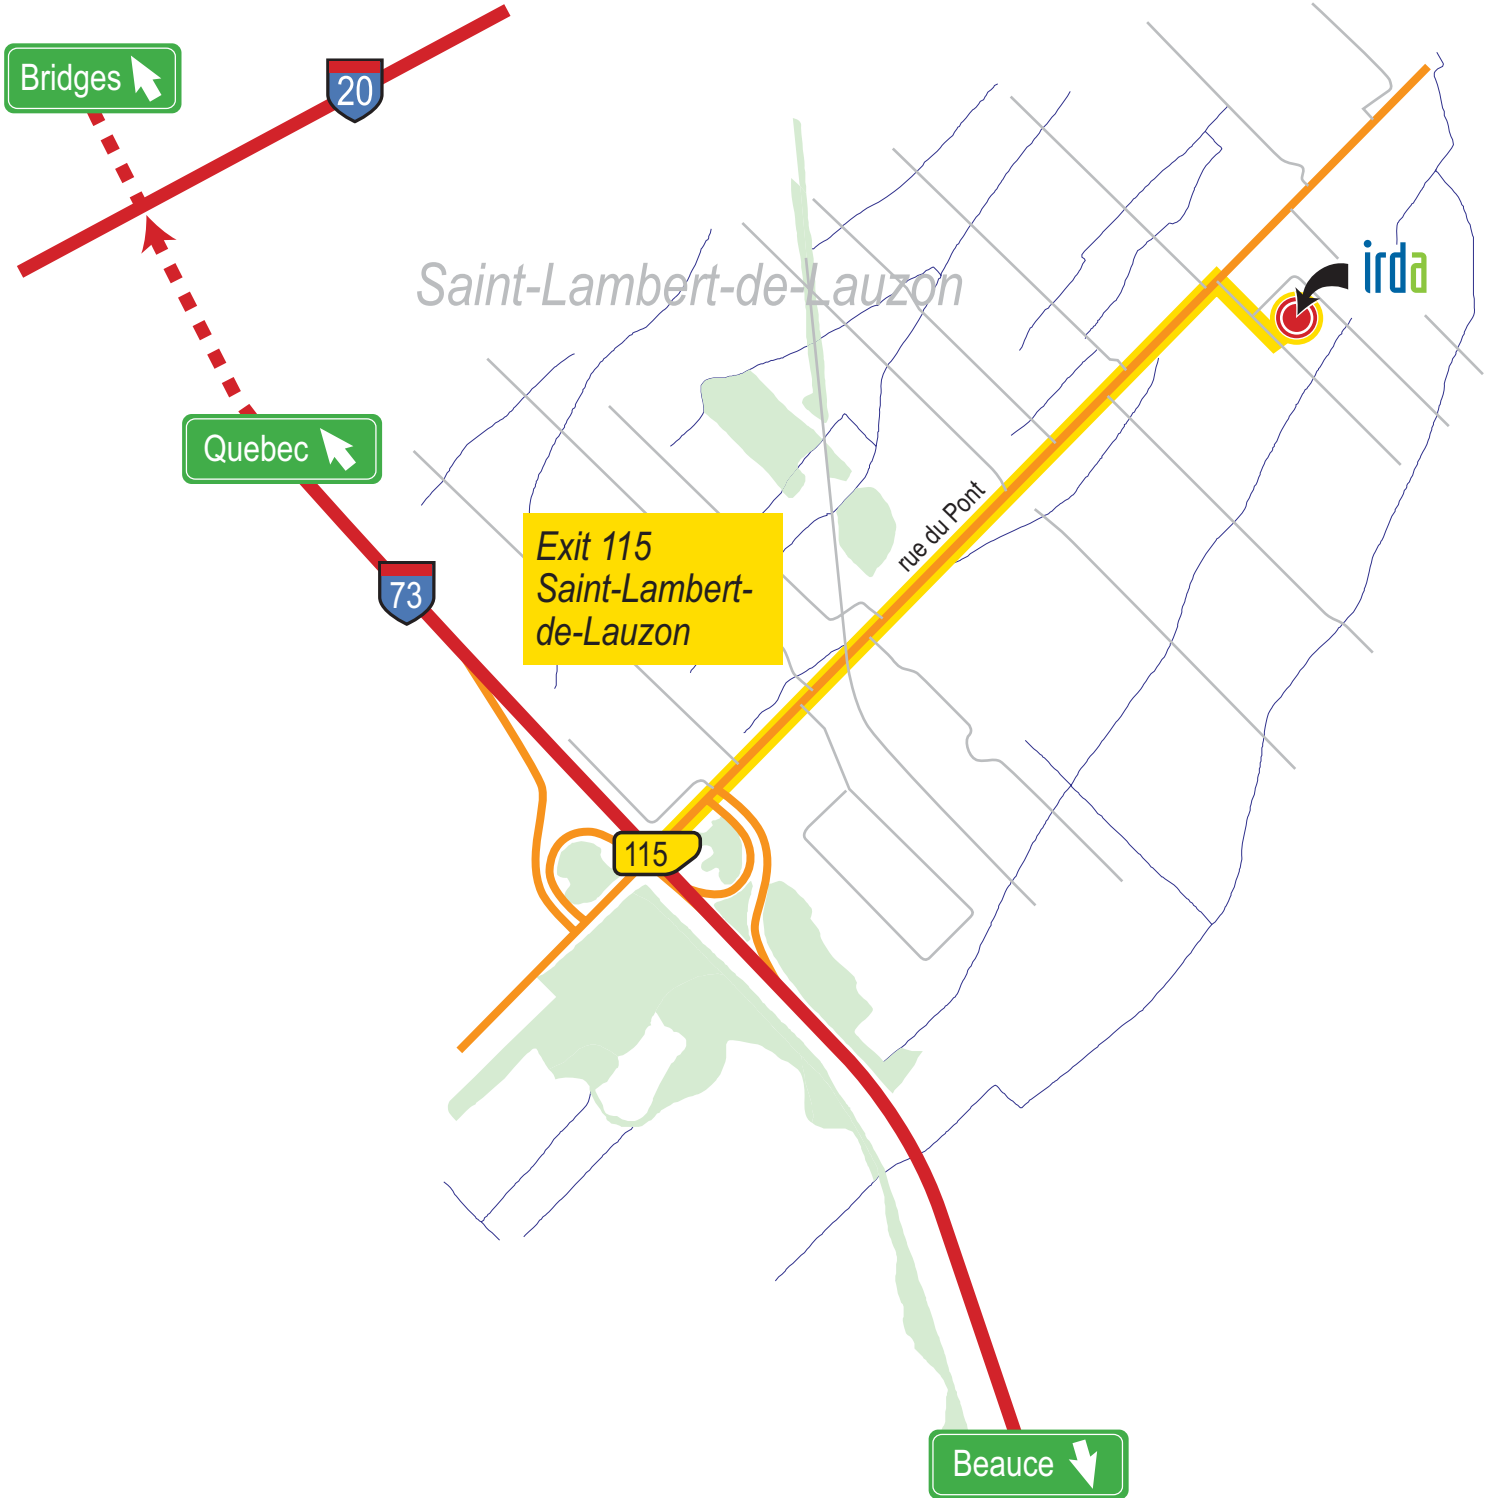 Bridges
20
Saint-Lambert-de-Lauzon
irda
Quebec
73
Exit 115
Saint-Lambert-
de-Lauzon
rue du Pont
115
Beauce